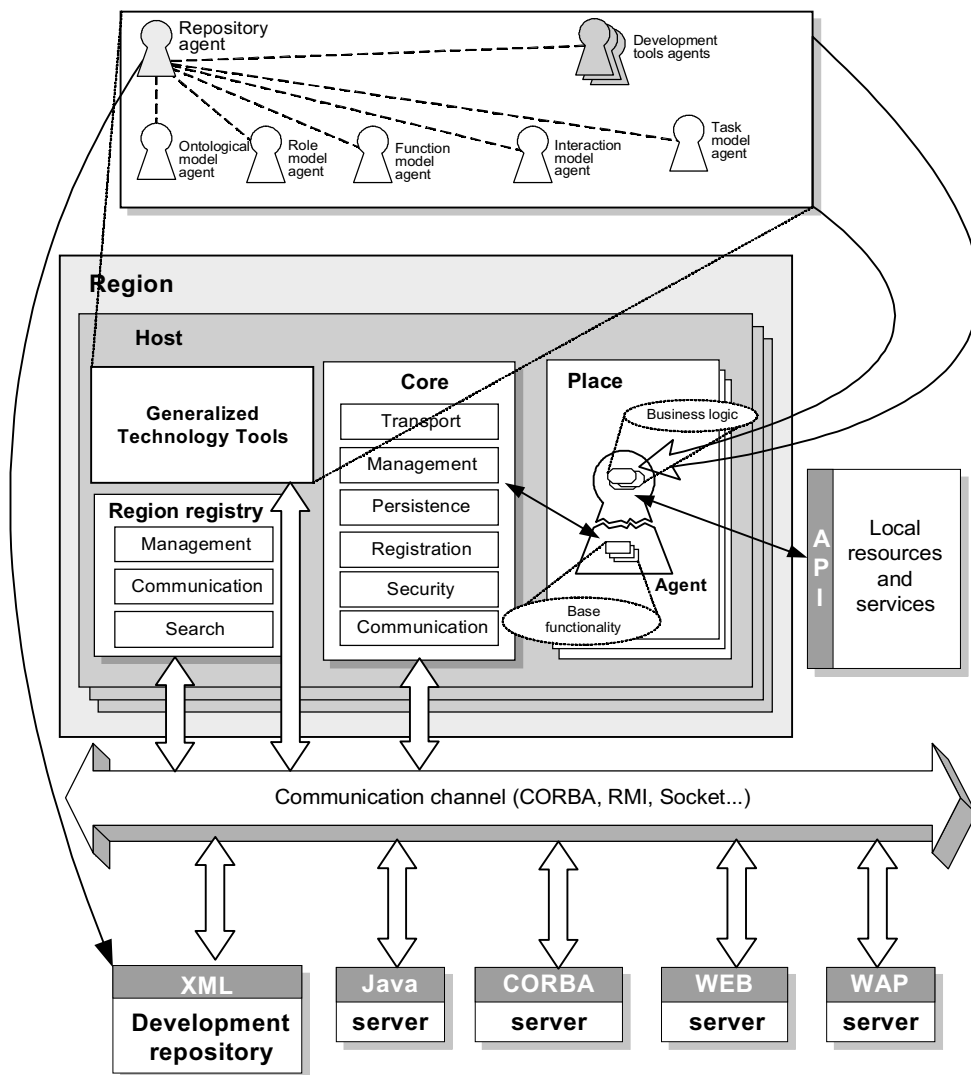 Repository
agent
Development
tools agents
Ontological
model
agent
Role
model
agent
Function
model
agent
Interaction
model
agent
Task
model
agent
Region
Host
Generalized
Technology Tools
Region registry
Management
Communication
Search
Core
Transport
Management
Persistence
Registration
Security
Communication
Place
Business logic
Agent
Base
functionality
API
Local
resources
and
services
Communication channel (CORBA, RMI, Socket...)
XML
Development
repository
Java
server
CORBA
server
WEB
server
WAP
server